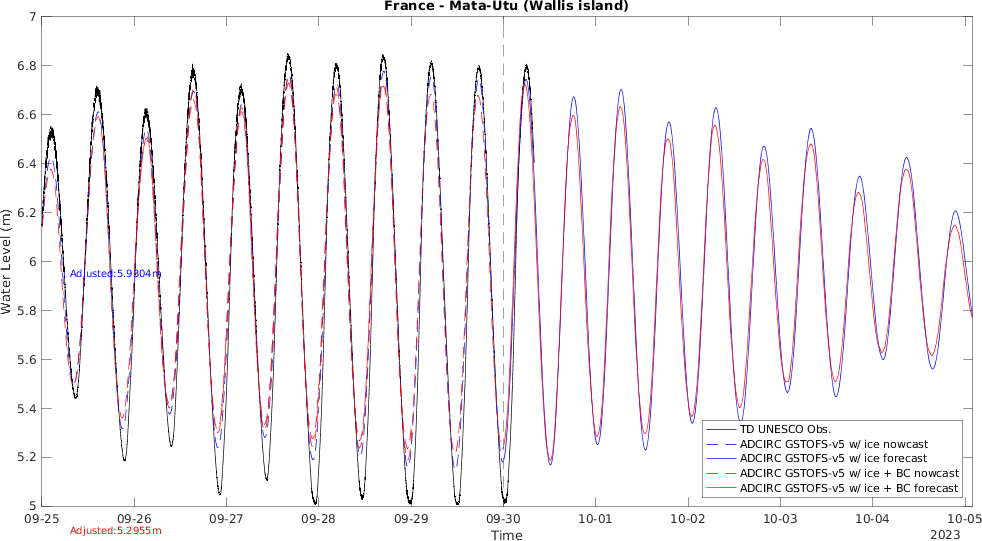 France - Mata-Utu (Wallis island)
7
6.8
6.6
6.4
6.2
6
5.8
5.6
5.4
5.2
5
Water Level (m)
Adjusted:5.9304m
TD UNESCO Obs.
ADCIRC GSTOFS-v5 w/ ice nowcast
ADCIRC GSTOFS-v5 w/ ice forecast
ADCIRC GSTOFS-v5 w/ ice + BC nowcast
ADCIRC GSTOFS-v5 w/ ice + BC forecast
09-25 09-26 09-27 09-28 09-29 09-30 10-01 10-02 10-03 10-04 10-05
Adjusted:5.2955m
Time
2023